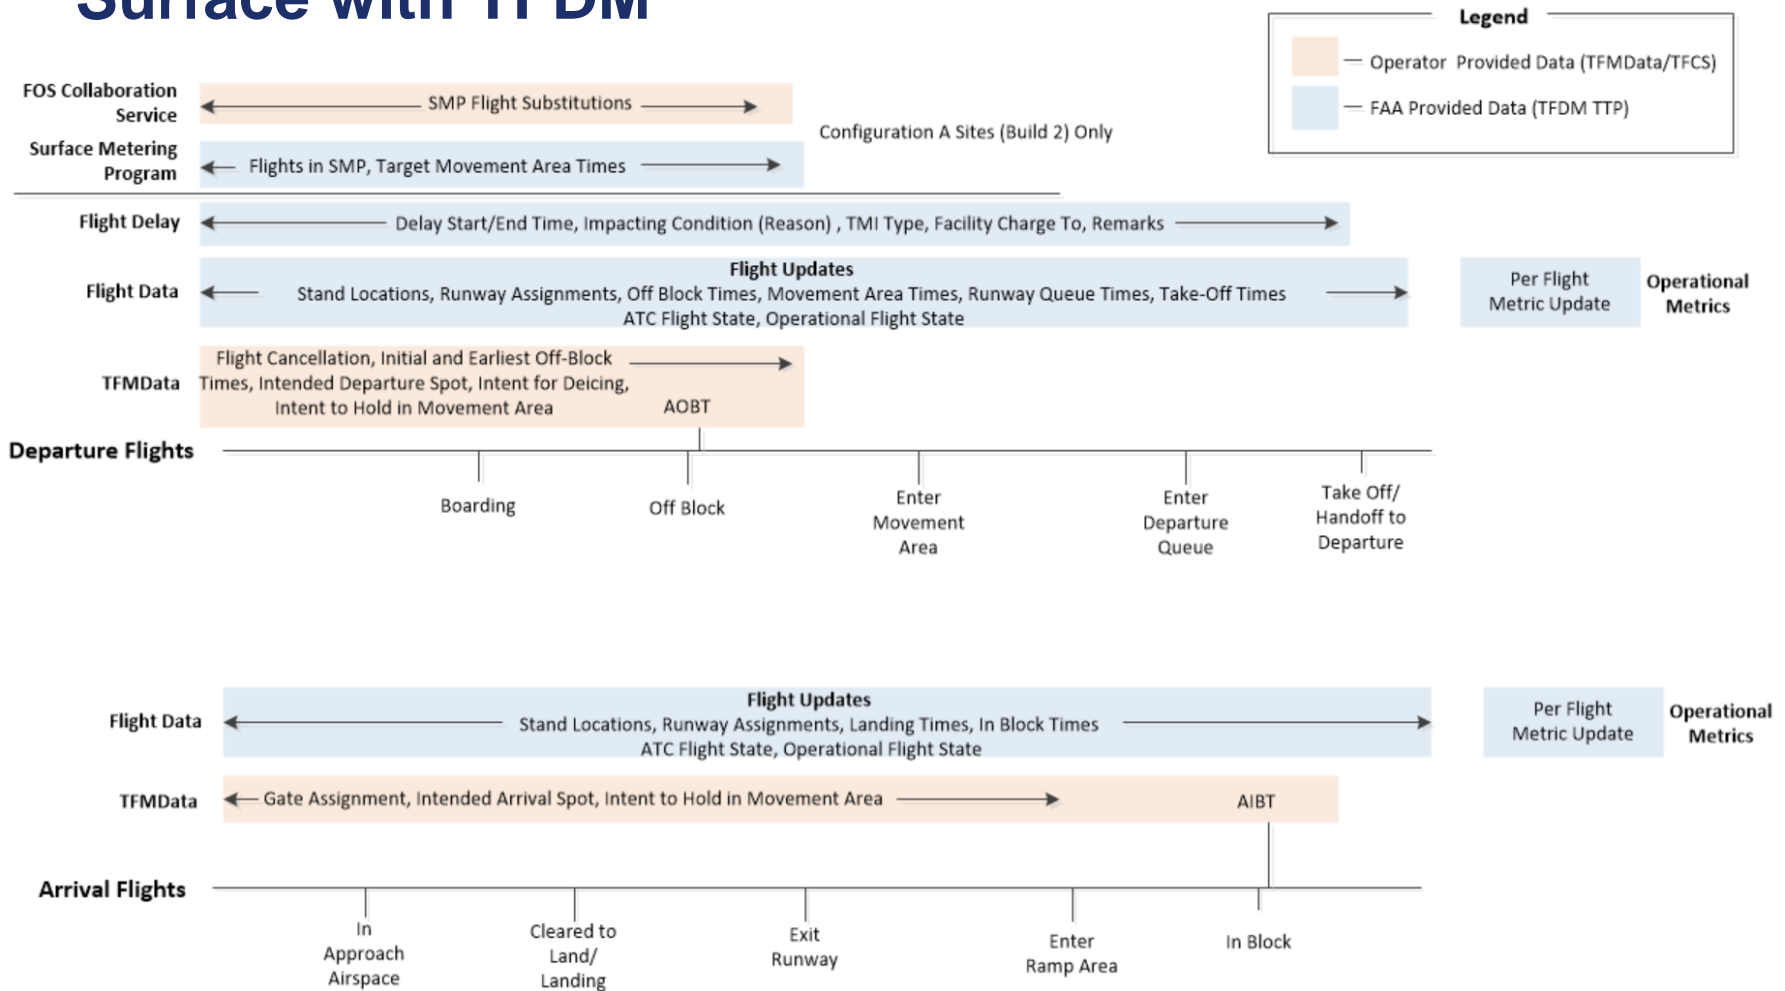 Surface with TFDM
Legend
Operator Provided Data (TFMData/TFCS)
FAA Provided Data (TFDM TTP)
FOS Collaboration
Service
SMP Flight Substitutions
Configuration A Sites (Build 2) Only
Surface Metering
Program
Flights in SMP, Target Movement Area Times
Flight Delay
Delay Start/End Time, Impacting Condition (Reason) , TMI Type, Facility Charge To, Remarks
Flight Data
Flight Updates
Stand Locations, Runway Assignments, Off Block Times, Movement Area Times, Runway Queue Times, Take-Off Times
ATC Flight State, Operational Flight State
Per Flight
Metric Update
Operational
Metrics
TFMData
Flight Cancellation, Initial and Earliest Off-Block
Times, Intended Departure Spot, Intent for Deicing,
Intent to Hold in Movement Area
AOBT
Departure Flights
Boarding
Off Block
Enter
Movement
Area
Enter
Departure
Queue
Take Off/
Handoff to
Departure
Flight Data
Flight Updates
Stand Locations, Runway Assignments, Landing Times, In Block Times
ATC Flight State, Operational Flight State
Per Flight
Metric Update
Operational
Metrics
TFMData
Gate Assignment, Intended Arrival Spot, Intent to Hold in Movement Area
AIBT
Arrival Flights
In
Approach
Airspace
Cleared to
Land/
Landing
Exit
Runway
Enter
Ramp Area
In Block